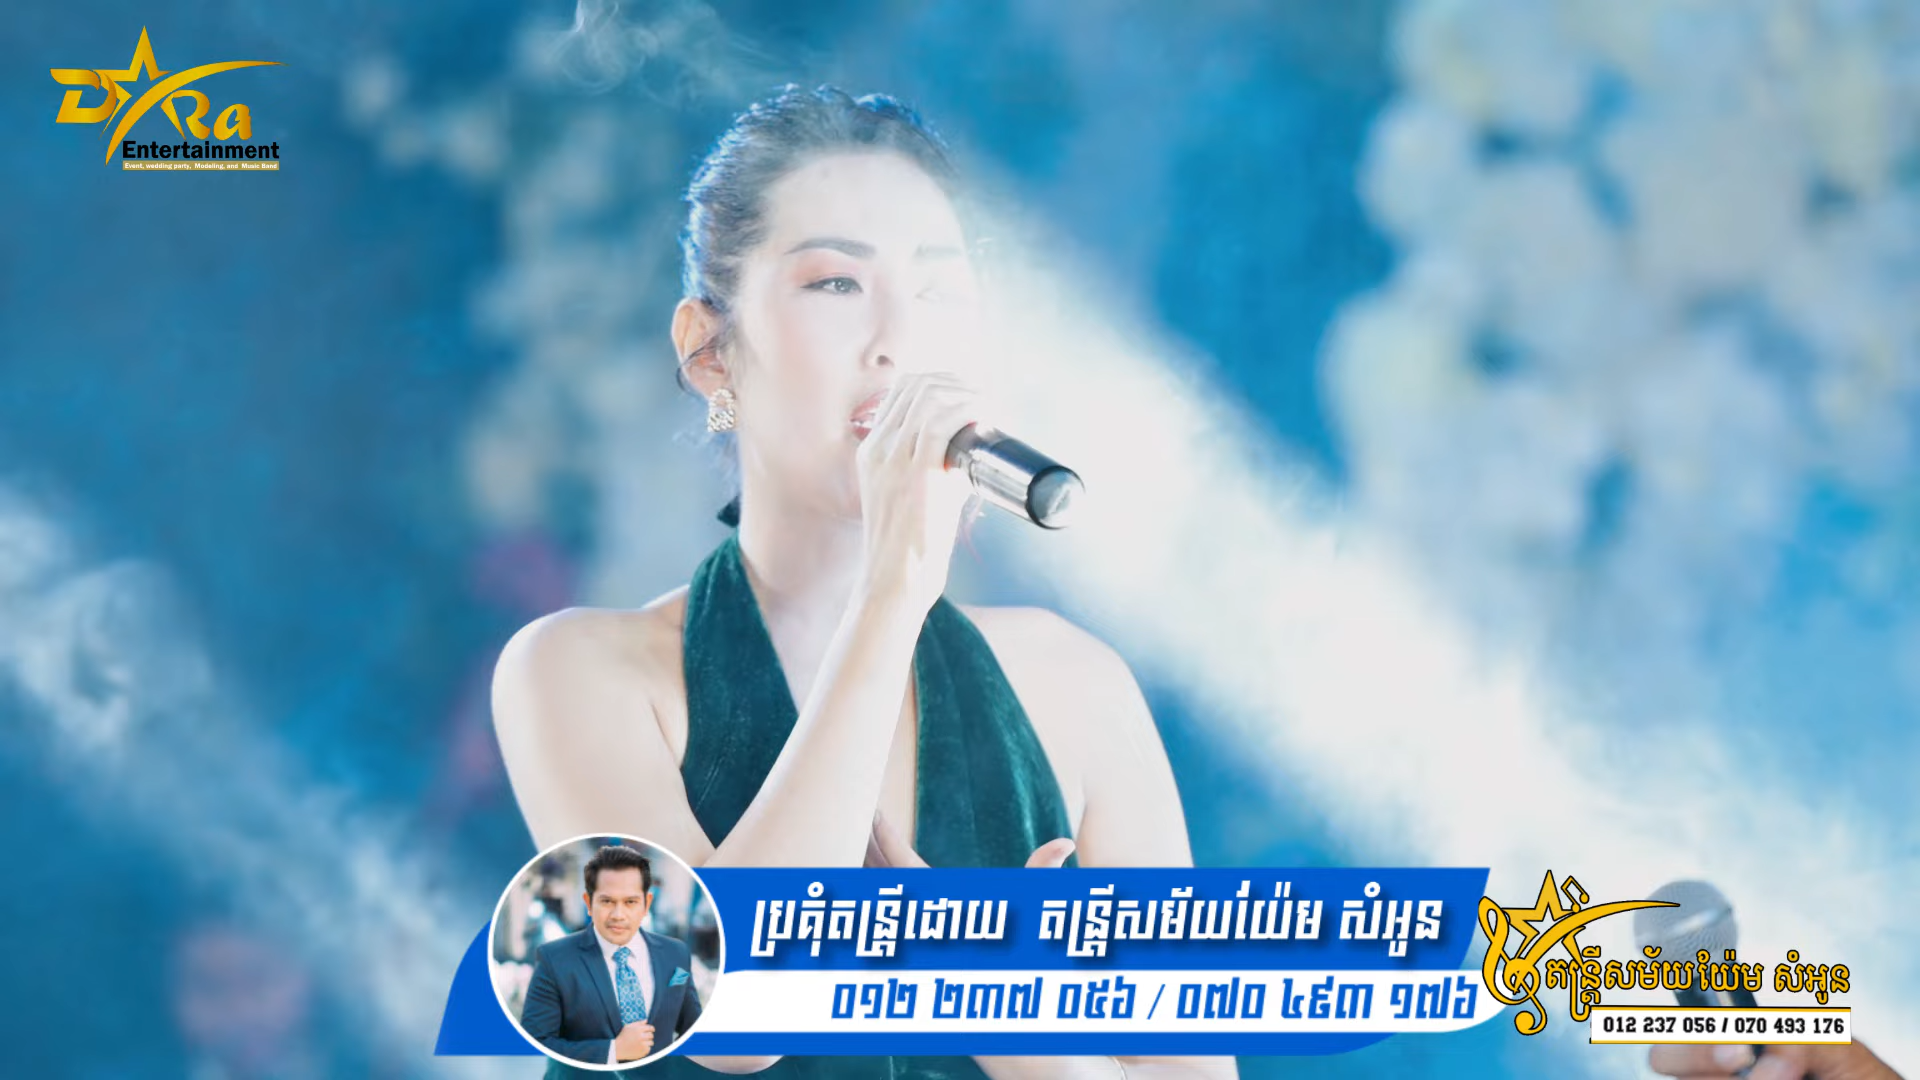 DARa
Entertainment
Event, wedding party, Modeling, and Music Band
ប្រគុំតន្ត្រីដោយ តន្ត្រីសម័យយ៉ែម សំអូន
០១២ ២៣៧ ០៥៦ / ០៧០ ៤៩៣ ១៧៦
តន្ត្រីសម័យយ៉ែម សំអូន
012 237 056 / 070 493 176